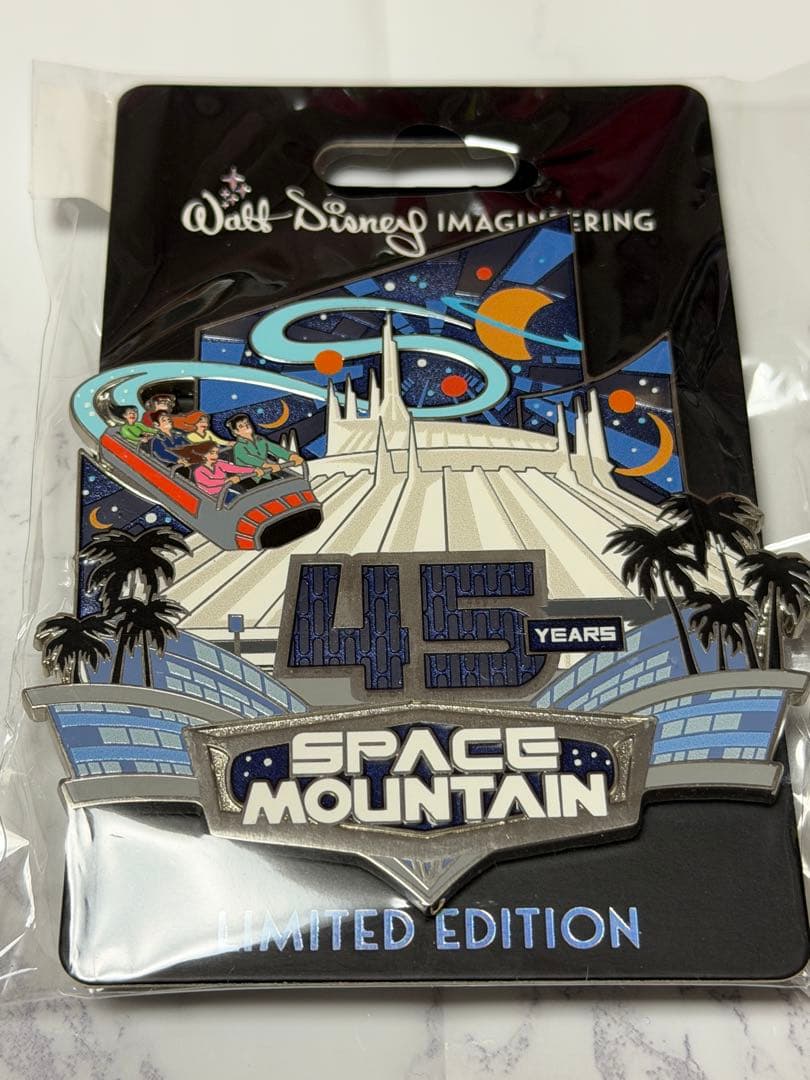 Walt Disney IMAGINEERING
45
YEARS
SPACE
MOUNTAIN
LIMITED EDITION